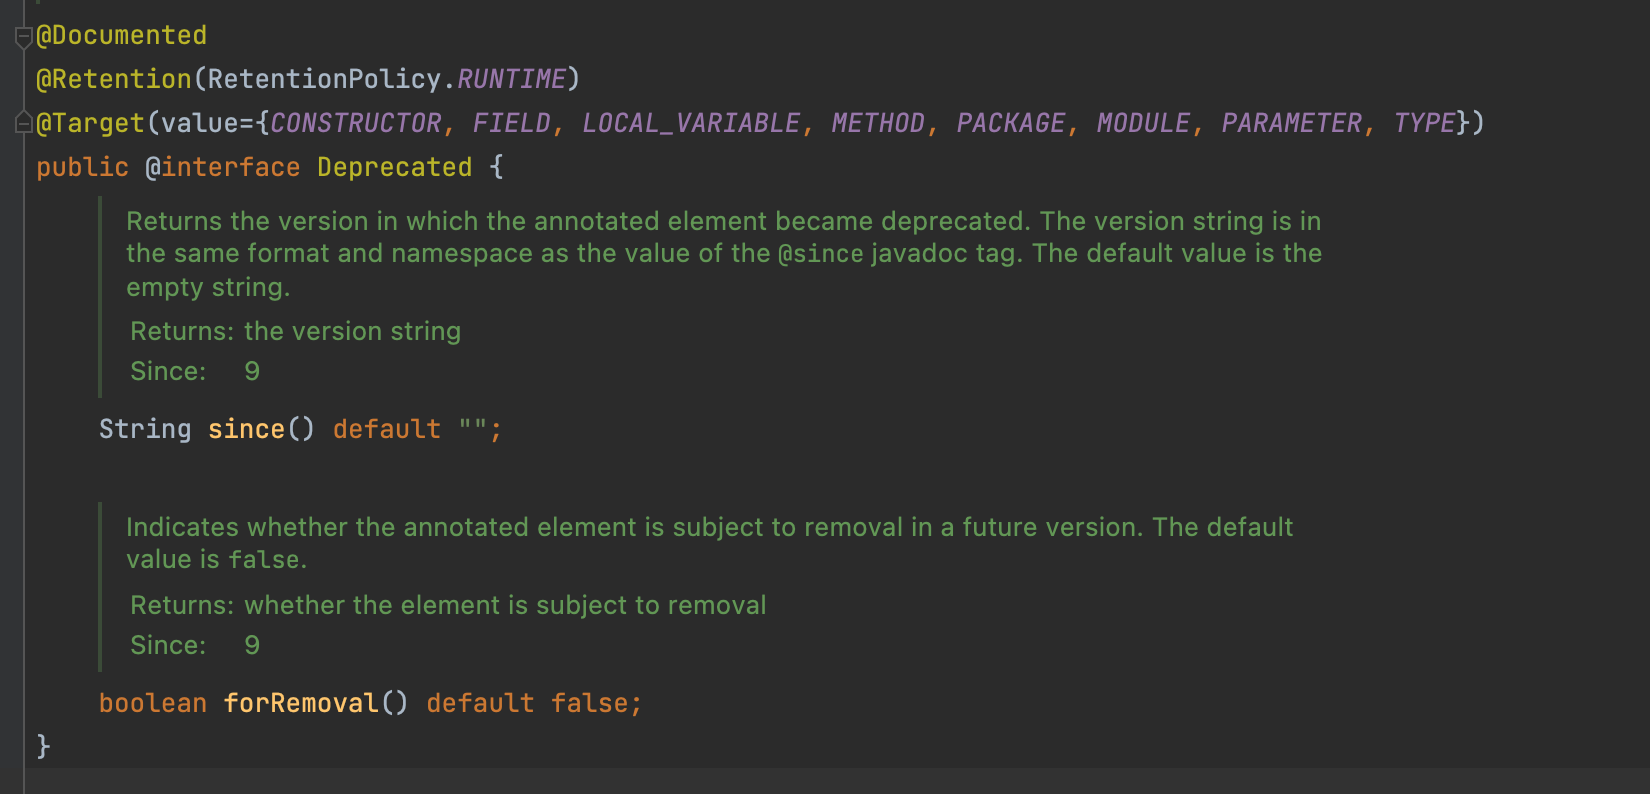 @Documented
@Retention(RetentionPolicy.RUNTIME)
@Target(value={CONSTRUCTOR, FIELD, LOCAL_VARIABLE, METHOD, PACKAGE, MODULE, PARAMETER, TYPE})
public @interface Deprecated {
Returns the version in which the annotated element became deprecated. The version string is in
the same format and namespace as the value of the @since javadoc tag. The default value is the
empty string.
Returns: the version string
Since: 9
String since() default "";
Indicates whether the annotated element is subject to removal in a future version. The default
value is false.
Returns: whether the element is subject to removal
Since: 9
boolean forRemoval() default false;
}